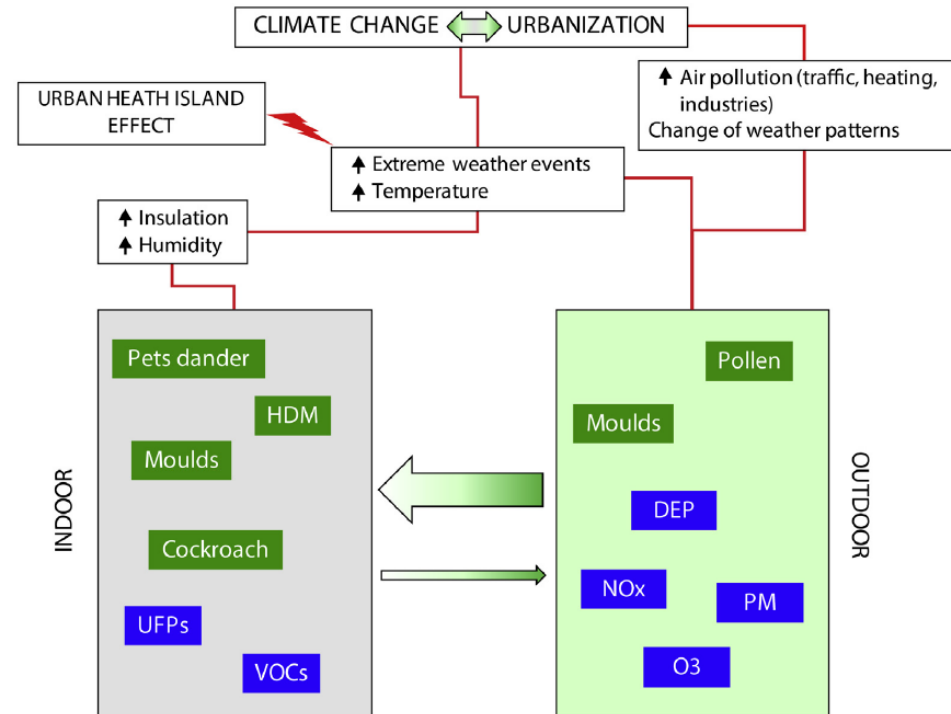 CLIMATE CHANGE URBANIZATION
Air pollution (traffic, heating,
industries)
Change of weather patterns
URBAN HEATH ISLAND
EFFECT
Extreme weather events
Temperature
Insulation
Humidity
INDOOR
Pets dander
HDM
Moulds
Cockroach
UFPs
VOCs
OUTDOOR
Pollen
Moulds
DEP
NOx
PM
O3